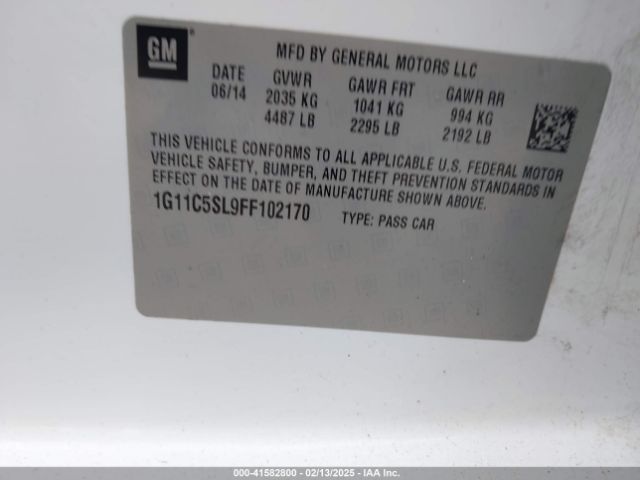 GM
MFD BY GENERAL MOTORS LLC
DATE GVWR GAWR FRT GAWR RR
06/14 2035 KG 1041 KG 994 KG
4487 LB 2295 LB 2192 LB
THIS VEHICLE CONFORMS TO ALL APPLICABLE U.S. FEDERAL MOTOR
VEHICLE SAFETY, BUMPER, AND THEFT PREVENTION STANDARDS IN
EFFECT ON THE DATE OF MANUFACTURE SHOWN ABOVE.
1G11C5SL9FF102170 TYPE: PASS CAR
000-41582800 - 02/13/2025 - IAA Inc.